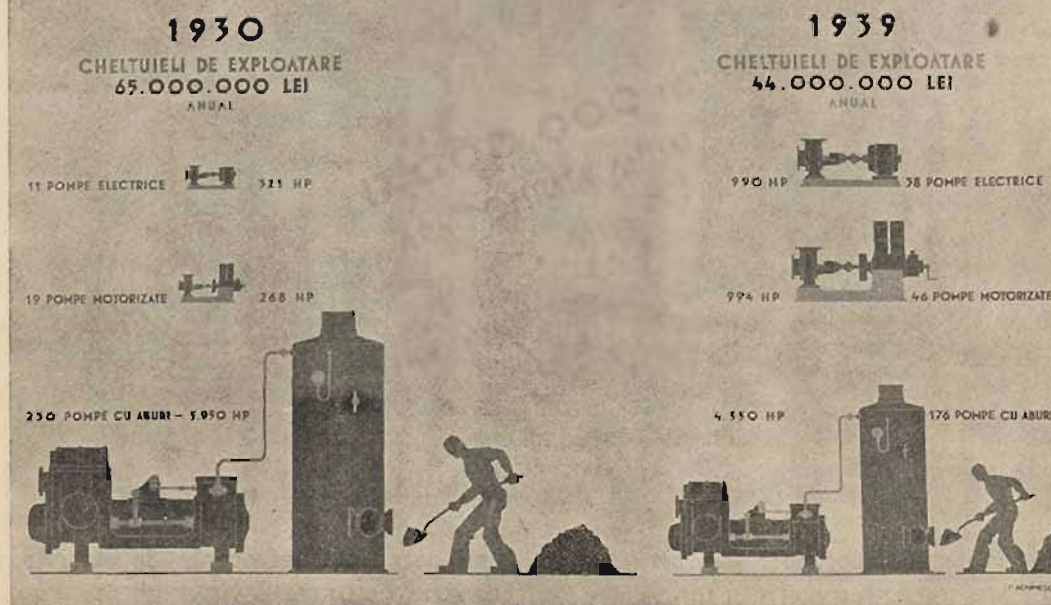 1930
CHELTUIELI DE EXPLOATARE
65.000.000 LEI
ANUAL
11 POMPE ELECTRICE 321 HP
19 POMPE MOTORIZATE 268 HP
230 POMPE CU ABURI - 5.950 HP
1939
CHELTUIELI DE EXPLOATARE
44.000.000 LEI
ANUAL
990 HP 38 POMPE ELECTRICE
994 HP 46 POMPE MOTORIZATE
4.550 HP 176 POMPE CU ABURI